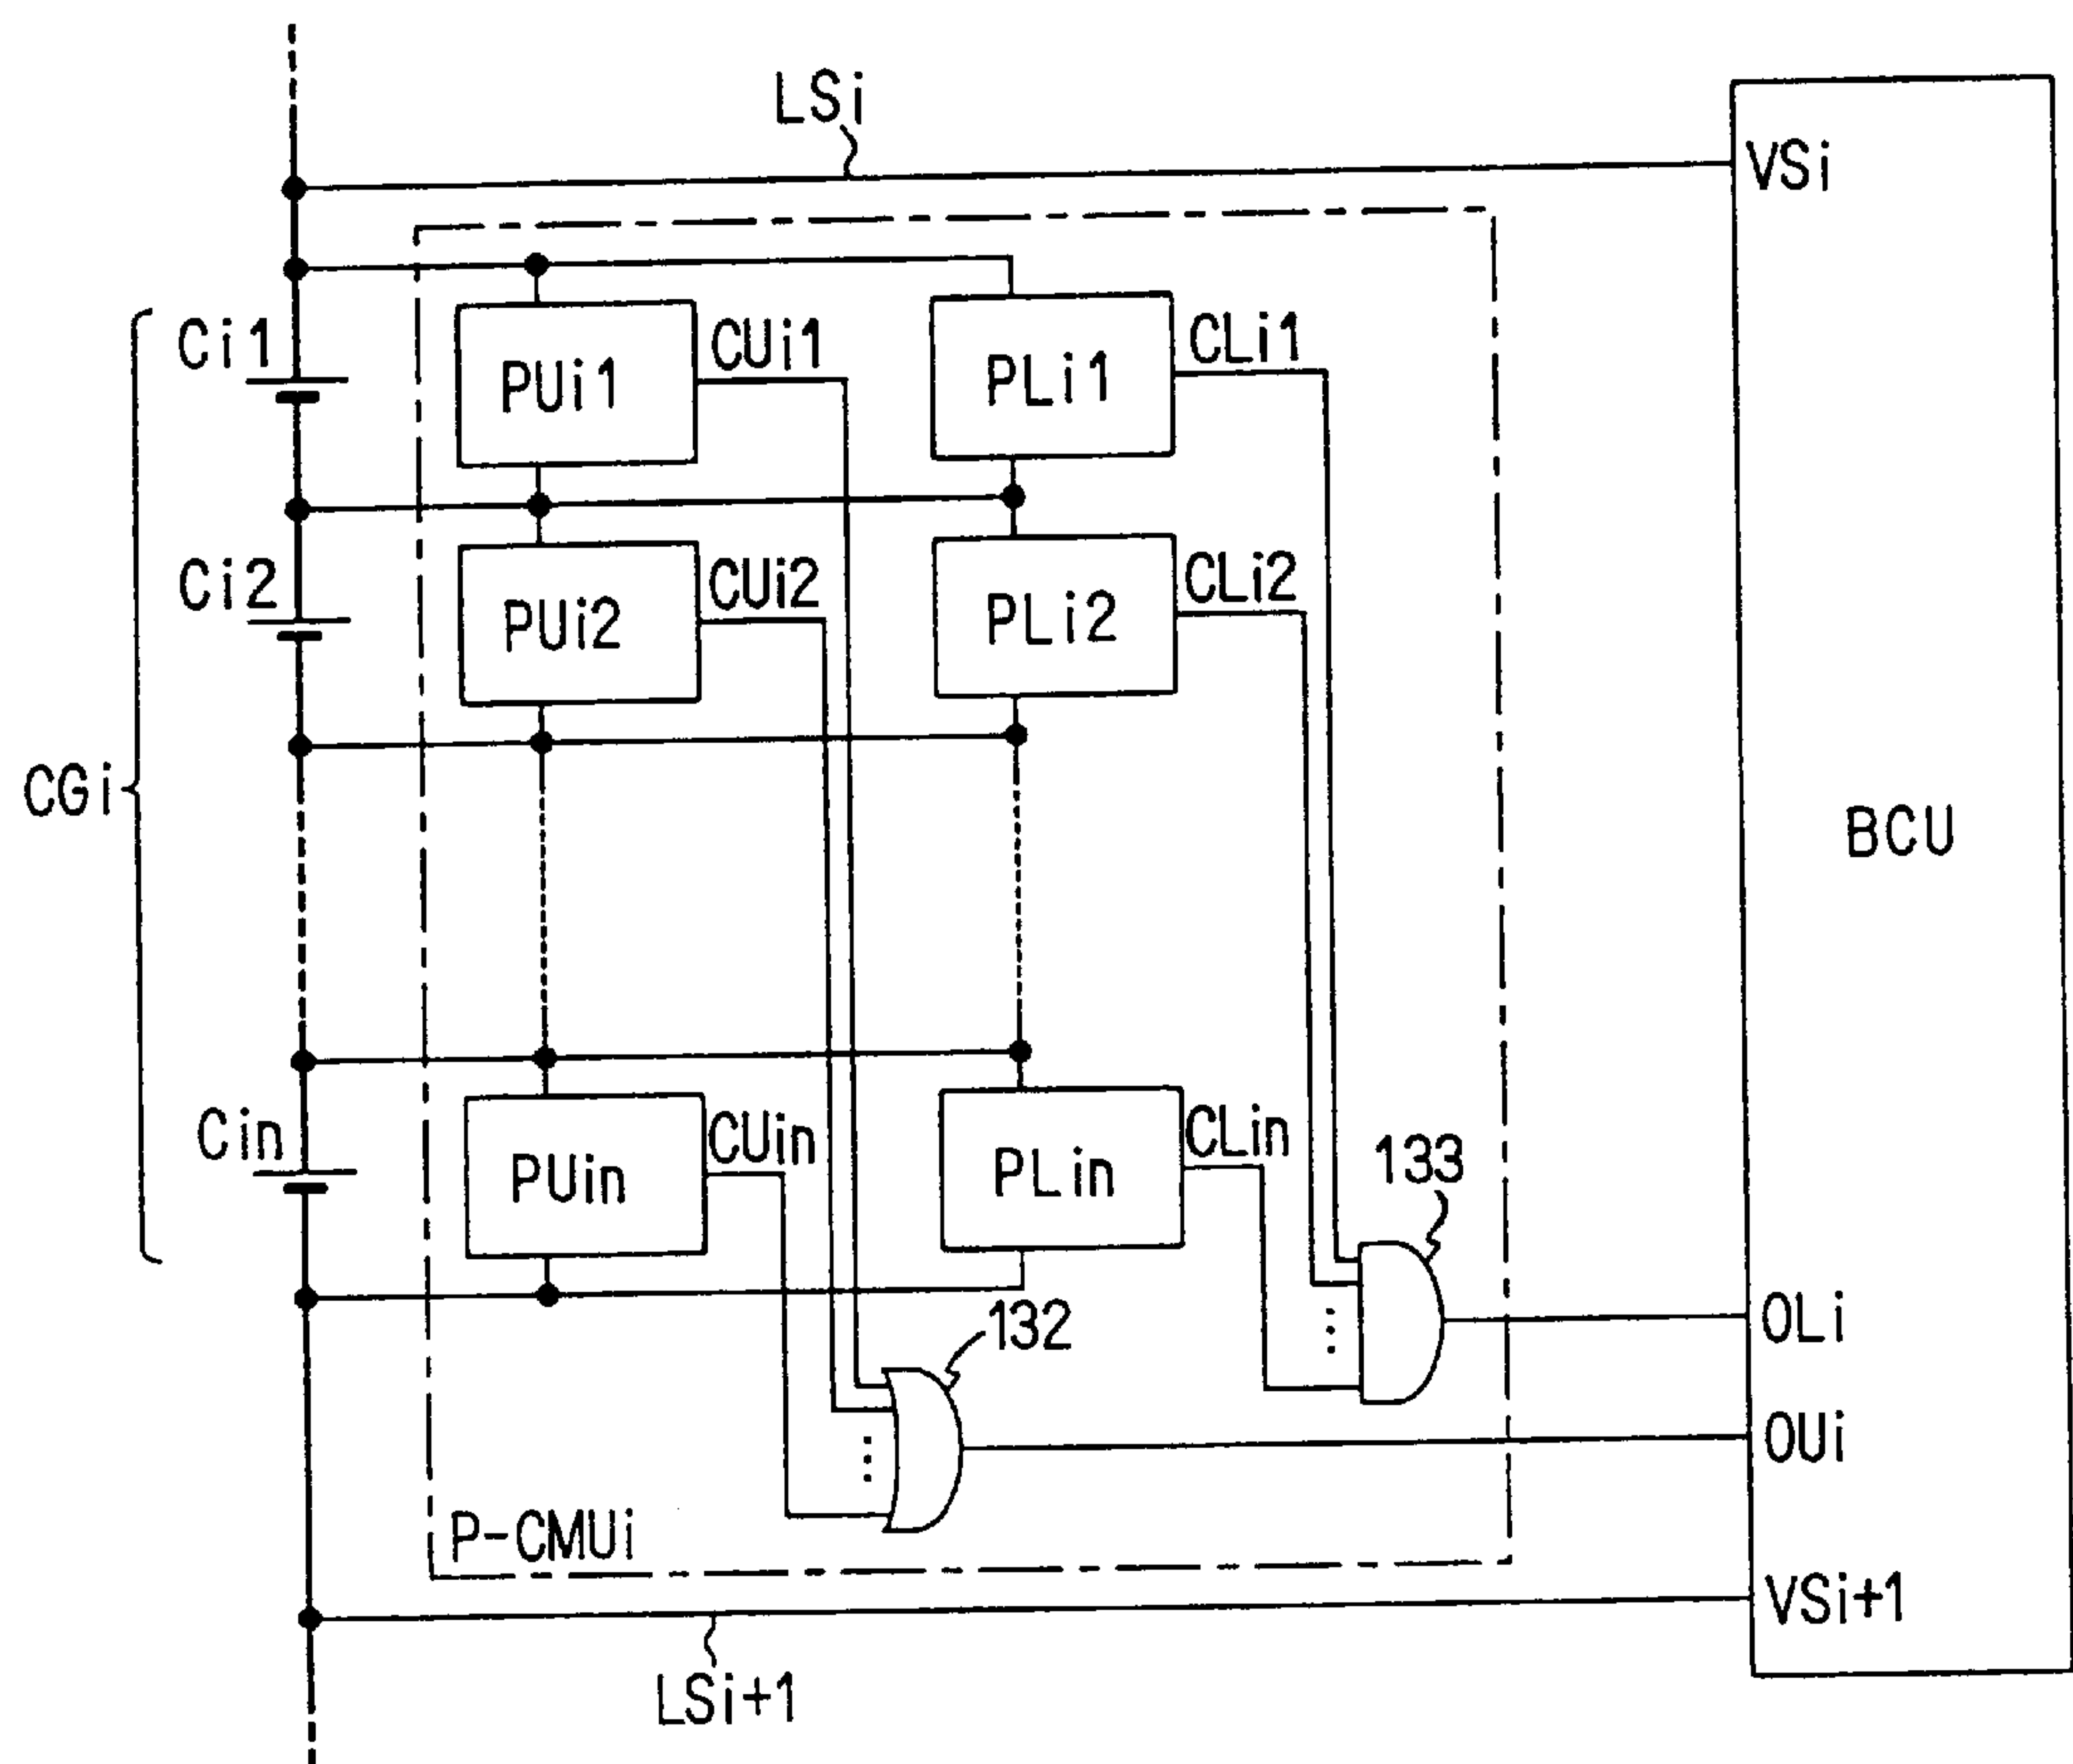 LSi
VSi
Ci1
PUi1
CUi1
PLi1
CLi1
Ci2
PUi2
CUi2
PLi2
CLi2
CGi
BCU
Cin
PUin
CUin
PLin
CLin
133
132
OLi
OUi
P-CMUi
VSi+1
LSi+1